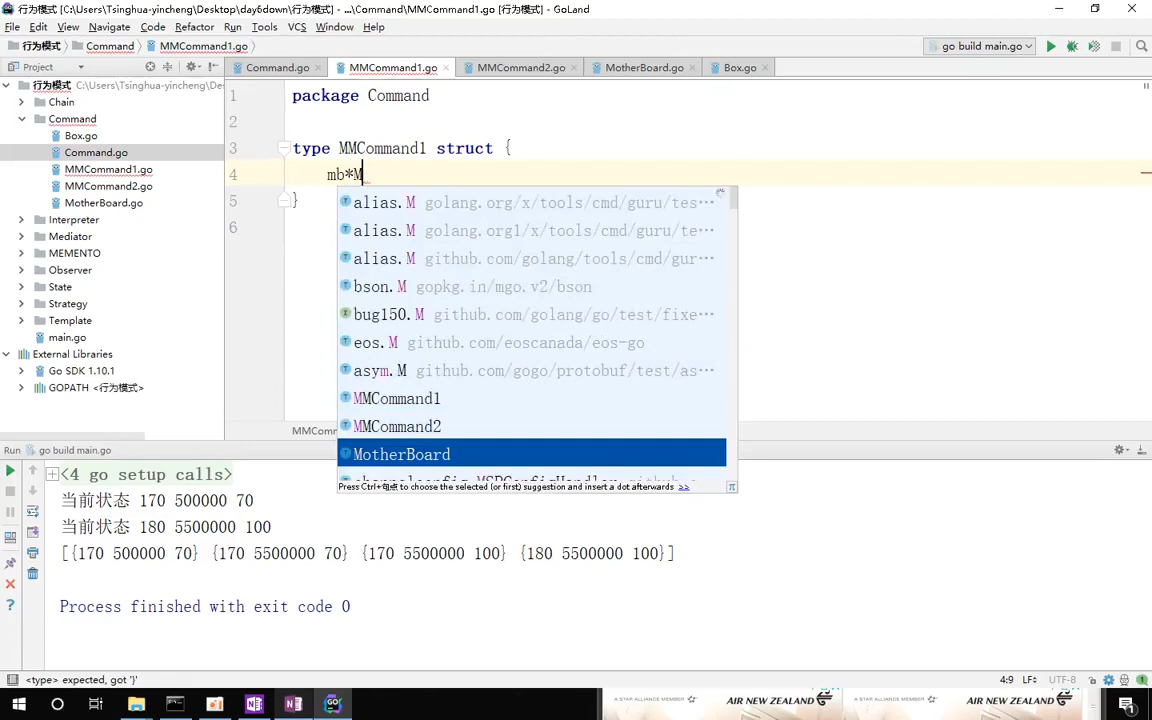 行为模式 [C:\Users\Tsinghua-yincheng\Desktop\day6down\行为模式] - ...\Command\MMCommand1.go [行为模式] - GoLand
File Edit View Navigate Code Refactor Run Tools VCS Window Help
行为模式 Command MMCommand1.go go build main.go
Project
Command.go MMCommand1.go MMCommand2.go MotherBoard.go Box.go
行为模式 C:\Users\Tsinghua-yincheng\Des
Chain
Command
Box.go
Command.go
MMCommand1.go
MMCommand2.go
MotherBoard.go
Interpreter
Mediator
MEMENTO
Observer
State
Strategy
Template
main.go
External Libraries
Go SDK 1.10.1
GOPATH <行为模式>
1 package Command
2
3 type MMCommand1 struct {
4 mb*M
5 }
6
alias.M golang.org/x/tools/cmd/guru/tes···
alias.M golang.org1/x/tools/cmd/guru/te···
alias.M github.com/golang/tools/cmd/gur···
bson.M gopkg.in/mgo.v2/bson
bug150.M github.com/golang/go/test/fixe···
eos.M github.com/eoscanada/eos-go
asym.M github.com/gogo/protobuf/test/as···
MMCommand1
MMCommand2
MotherBoard
Press Ctrl+句点 to choose the selected (or first) suggestion and insert a dot afterwards >>
MMComm
Run go build main.go
<4 go setup calls>
当前状态 170 500000 70
当前状态 180 5500000 100
[{170 500000 70} {170 5500000 70} {170 5500000 100} {180 5500000 100}]
Process finished with exit code 0
<type> expected, got '}' 4:9 LF÷ UTF-8
A STAR ALLIANCE MEMBER AIR NEW ZEALAND A STAR ALLIANCE MEMBER AIR NEW ZEALAND